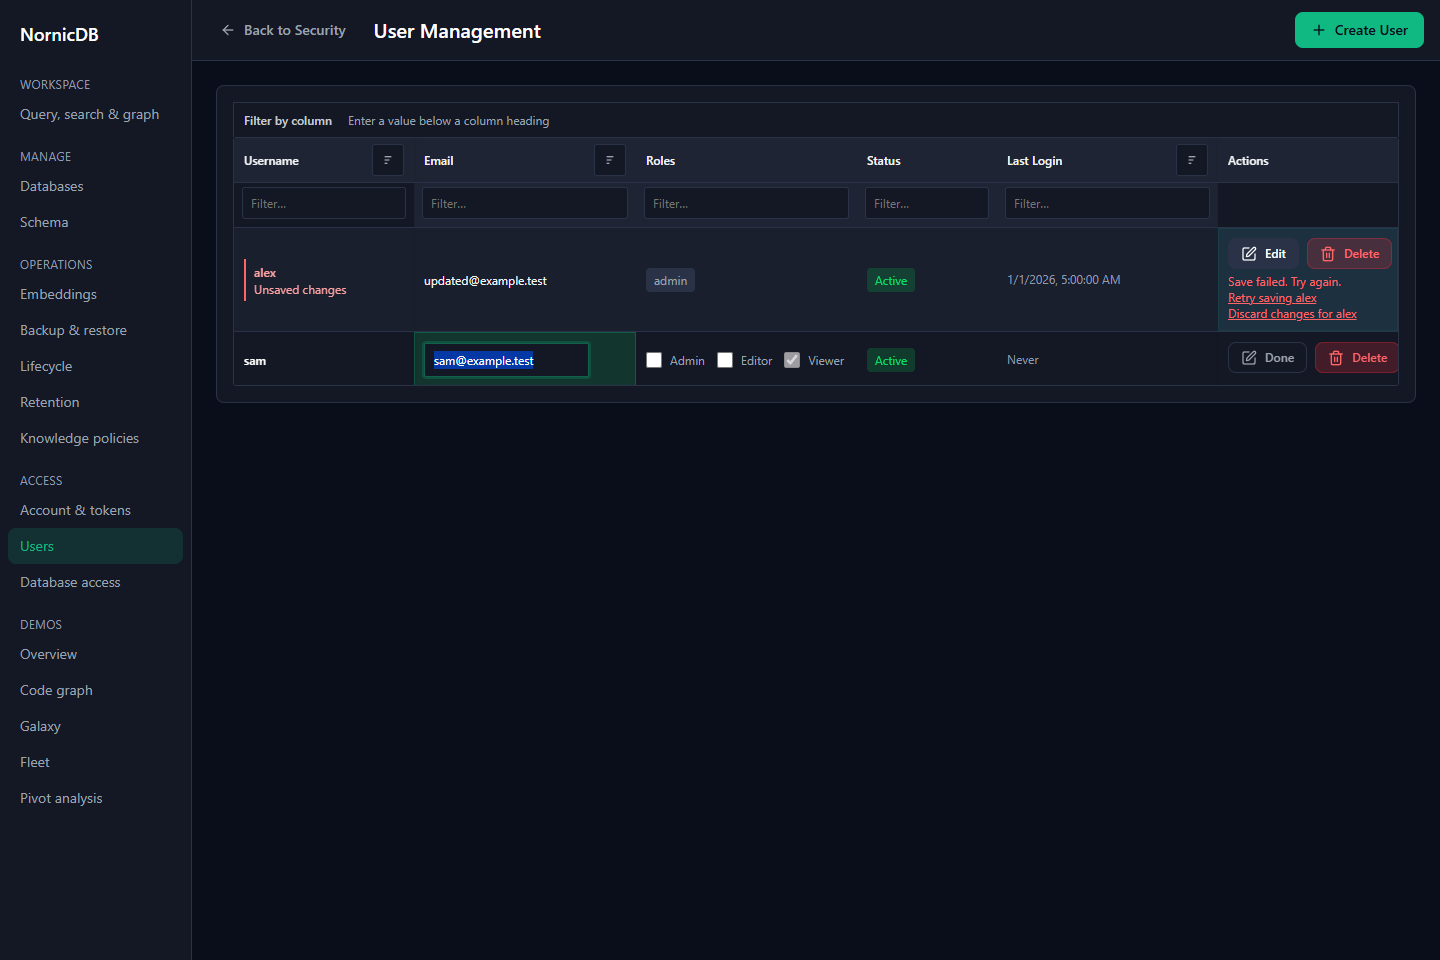 NornicDB
WORKSPACE
Query, search & graph
MANAGE
Databases
Schema
OPERATIONS
Embeddings
Backup & restore
Lifecycle
Retention
Knowledge policies
ACCESS
Account & tokens
Users
Database access
DEMOS
Overview
Code graph
Galaxy
Fleet
Pivot analysis
Back to Security User Management Create User
Filter by column Enter a value below a column heading
Username Email Roles Status Last Login Actions
Filter... Filter... Filter... Filter... Filter...
alex
Unsaved changes
updated@example.test admin Active 1/1/2026, 5:00:00 AM
Edit Delete
Save failed. Try again.
Retry saving alex
Discard changes for alex
sam sam@example.test Admin Editor Viewer Active Never Done Delete